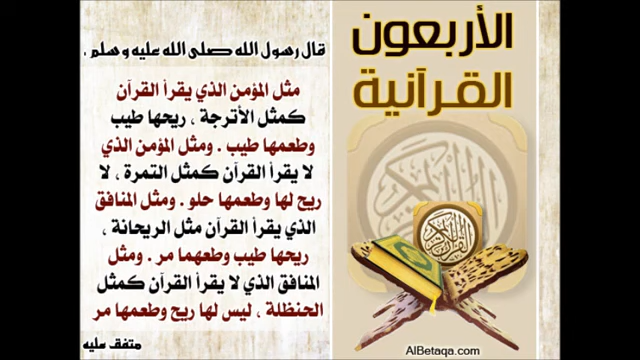 الأربعون
القرآنية
قال رسول الله صلى الله عليه وسلم :
مثل المؤمن الذي يقرأ القرآن
كمثل الأترجة ، ريحها طيب
وطعمها طيب . ومثل المؤمن الذي
لا يقرأ القرآن كمثل التمرة ، لا
ريح لها وطعمها حلو . ومثل المنافق
الذي يقرأ القرآن مثل الريحانة ،
ريحها طيب وطعهما مر . ومثل
المنافق الذي لا يقرأ القرآن كمثل
الحنظلة ، ليس لها ريح وطعمها مر
متفق عليه
AlBetaqa.com